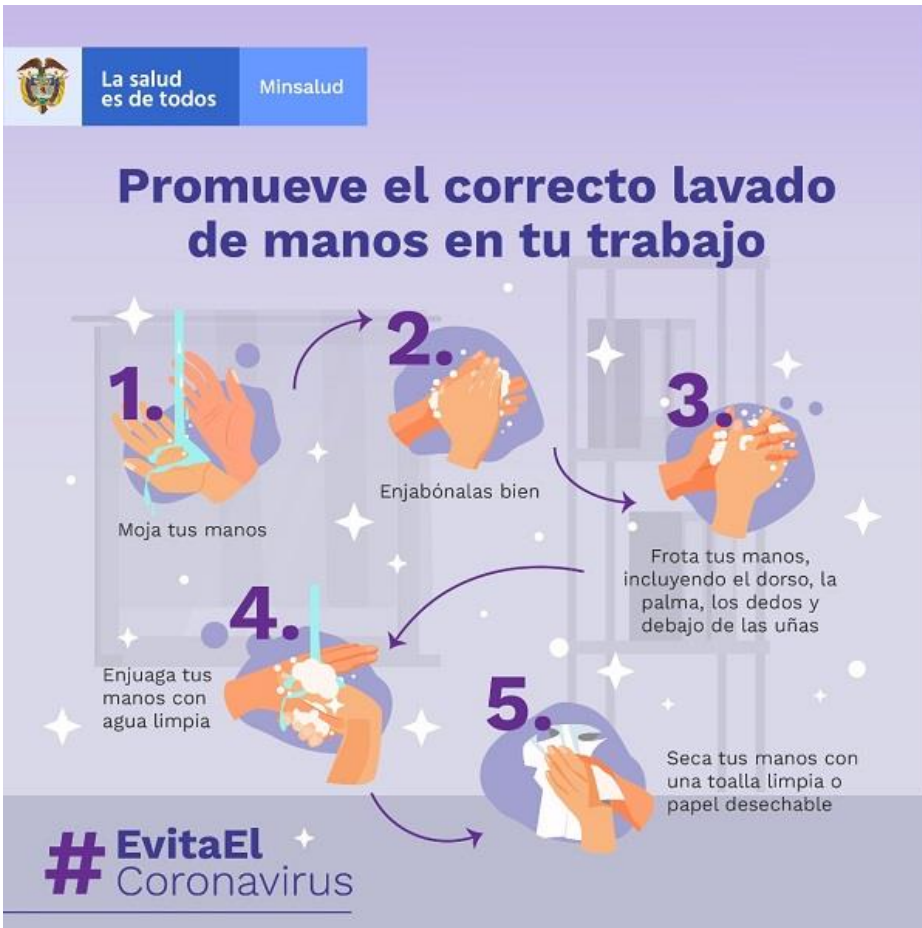 La salud
es de todos
Minsalud
Promueve el correcto lavado
de manos en tu trabajo
1.
Moja tus manos
2.
Enjabónalas bien
3.
Frota tus manos,
incluyendo el dorso, la
palma, los dedos y
debajo de las uñas
4.
Enjuaga tus
manos con
agua limpia
5.
Seca tus manos con
una toalla limpia o
papel desechable
#EvitaEl
Coronavirus